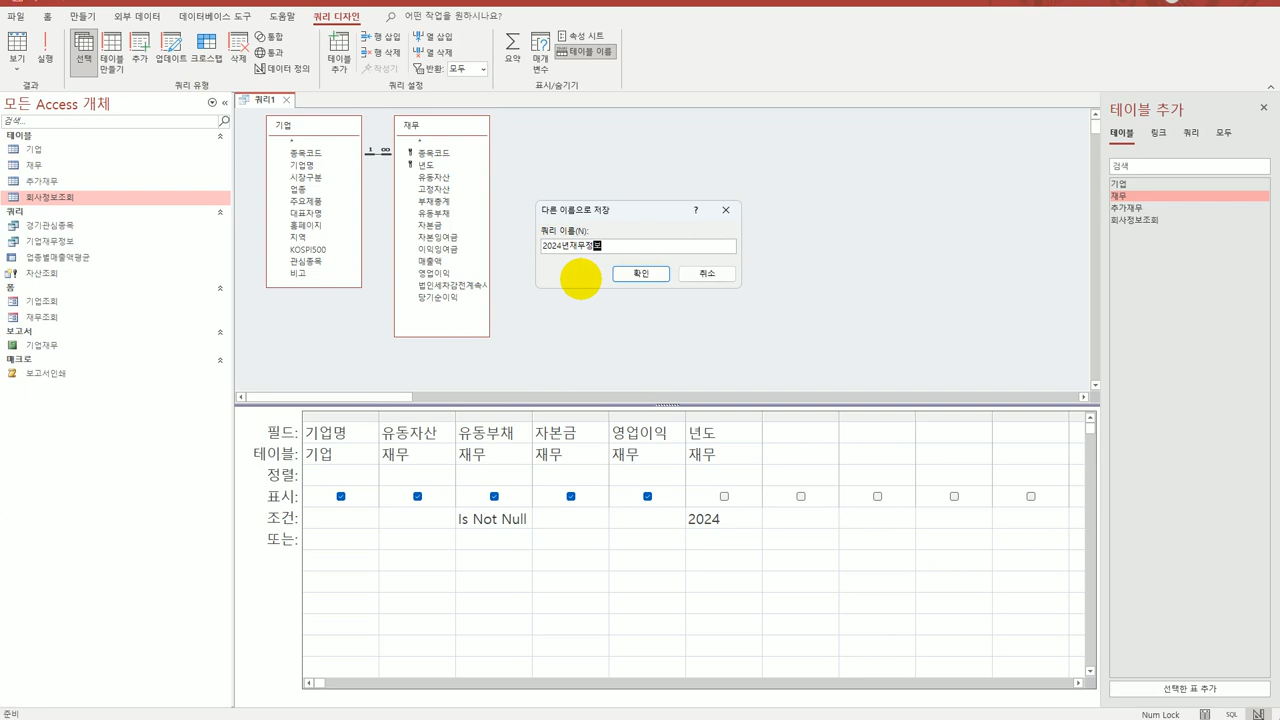 파일 홈 만들기 외부 데이터 데이터베이스 도구 도움말 쿼리 디자인 어떤 작업을 원하시나요?
보기 실행 선택 테이블 만들기 추가 업데이트 크로스탭 삭제 통합 통과 데이터 정의 테이블 추가 행 삽입 행 삭제 작성기 열 삽입 열 삭제 반환: 모두 요약 매개 변수 속성 시트 테이블 이름
결과 쿼리 유형 쿼리 설정 표시/숨기기
모든 Access 개체
검색...
테이블
기업
재무
추가재무
회사정보조회
쿼리
경기관심종목
기업재무정보
업종별매출액평균
자산조회
폼
기업조회
재무조회
보고서
기업재무
매크로
보고서인쇄
쿼리1
기업
*
종목코드
기업명
시장구분
업종
주요제품
대표자명
홈페이지
지역
KOSPI500
관심종목
비고
1 ∞
재무
*
종목코드
년도
유동자산
고정자산
부채총계
유동부채
자본금
자본잉여금
이익잉여금
매출액
영업이익
법인세차감전계속사
당기순이익
다른 이름으로 저장 ?
쿼리 이름(N):
2024년재무정보
확인 취소
필드: 기업명 유동자산 유동부채 자본금 영업이익 년도
테이블: 기업 재무 재무 재무 재무 재무
정렬:
표시:
조건: Is Not Null 2024
또는:
테이블 추가
테이블 링크 쿼리 모두
검색
기업
재무
추가재무
회사정보조회
선택한 표 추가
준비 Num Lock SQL